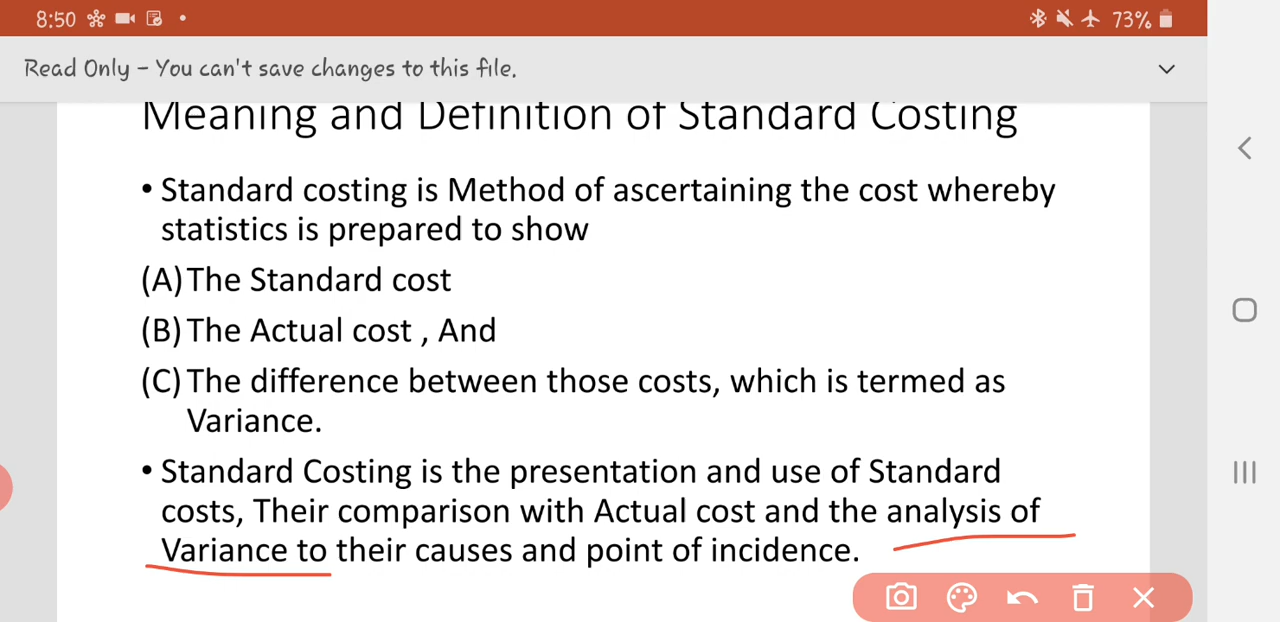 8:50 73%
Read Only – You can't save changes to this file.
Meaning and Definition of Standard Costing
• Standard costing is Method of ascertaining the cost whereby
statistics is prepared to show
(A) The Standard cost
(B) The Actual cost , And
(C) The difference between those costs, which is termed as
Variance.
• Standard Costing is the presentation and use of Standard
costs, Their comparison with Actual cost and the analysis of
Variance to their causes and point of incidence.